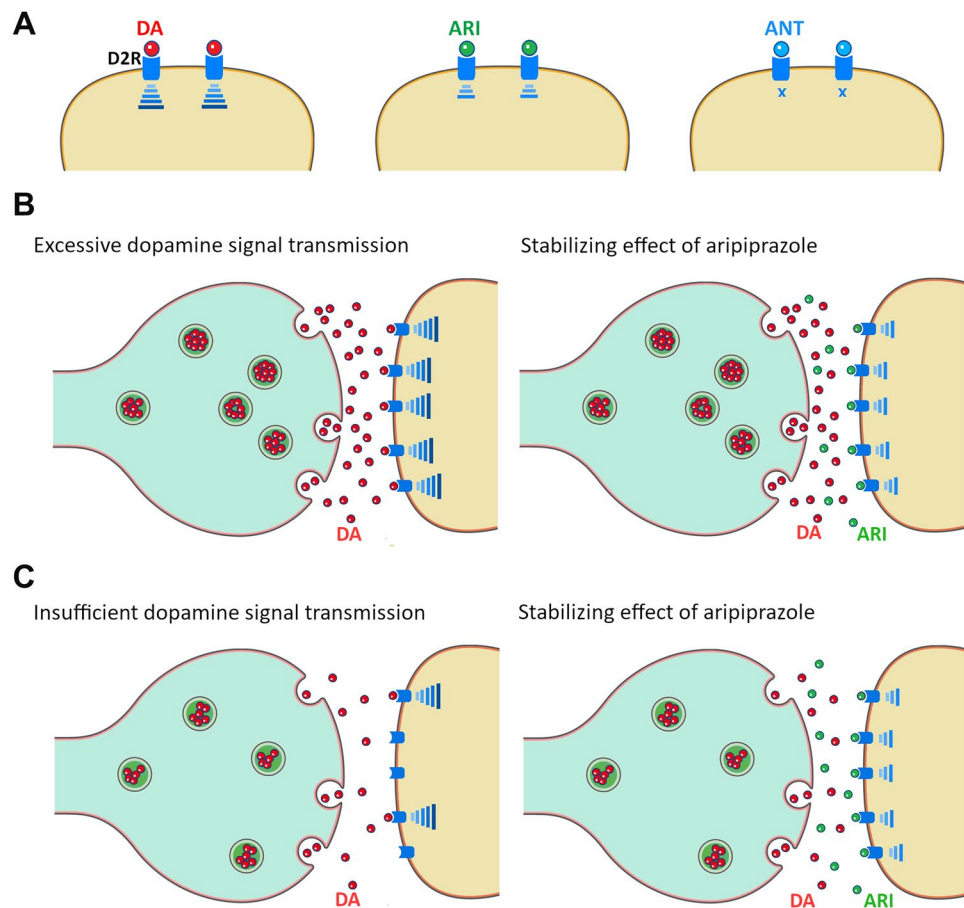 A
DA
D2R
ARI
ANT
x x
B
Excessive dopamine signal transmission
Stabilizing effect of aripiprazole
DA
DA
ARI
C
Insufficient dopamine signal transmission
Stabilizing effect of aripiprazole
DA
DA
ARI